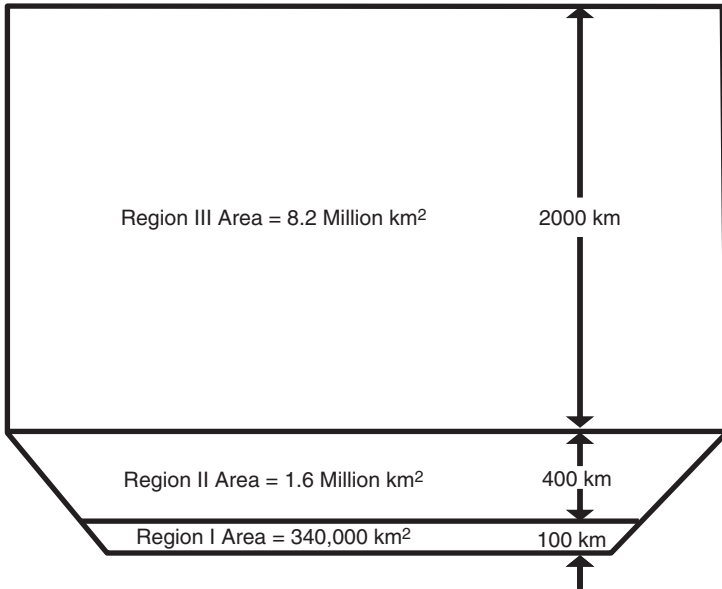 Region III Area = 8.2 Million km²
2000 km
Region II Area = 1.6 Million km²
400 km
Region I Area = 340,000 km²
100 km